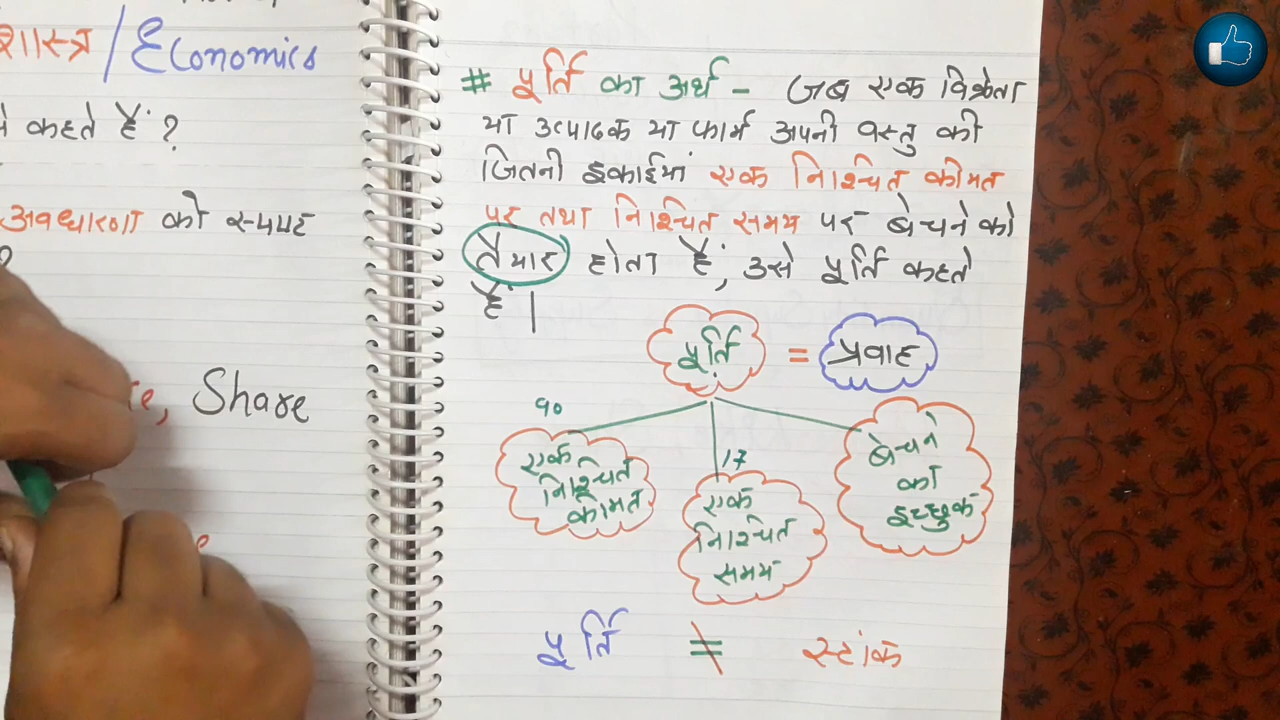 शास्त्र / Economics
कहते हैं ?
अवधारणा को स्पष्ट
?
Share
# पूर्ति का अर्थ - जब एक विक्रेता
या उत्पादक या फार्म अपनी वस्तु की
जितनी इकाईयां एक निश्चित कीमत
पर तथा निश्चित समय पर बेचने को
तैयार होता है, उसे पूर्ति कहते
हैं |
पूर्ति = प्रवाह
90
एक निश्चित कीमत
17
एक निश्चित समय
बेचने का इच्छुक
पूर्ति ≠ स्टॉक